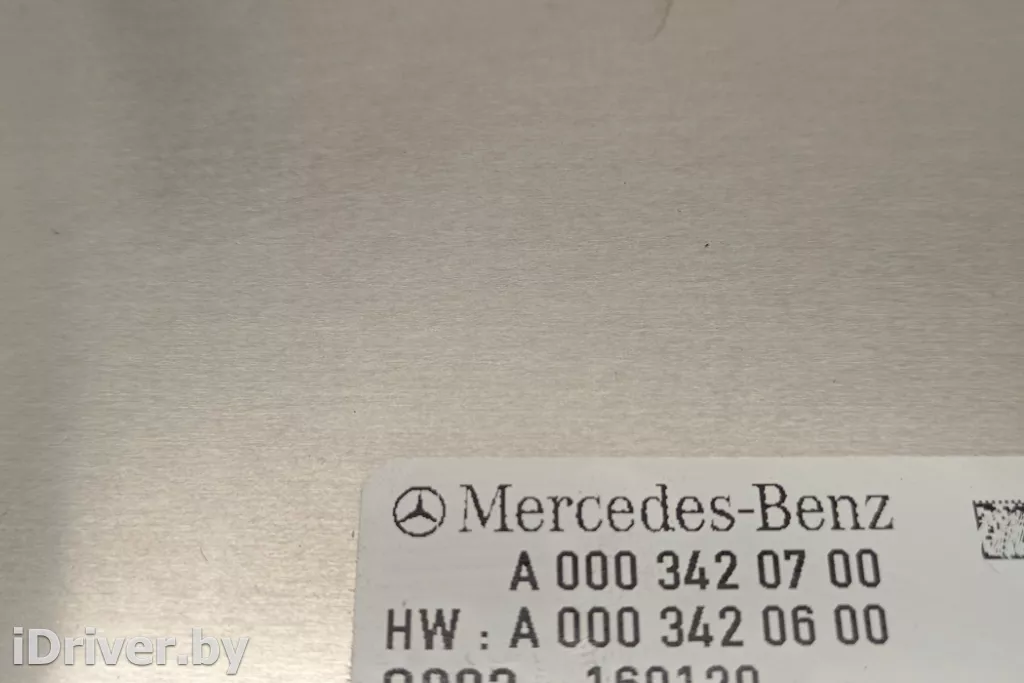 Mercedes-Benz
A 000 342 07 00
HW : A 000 342 06 00
iDriver.by